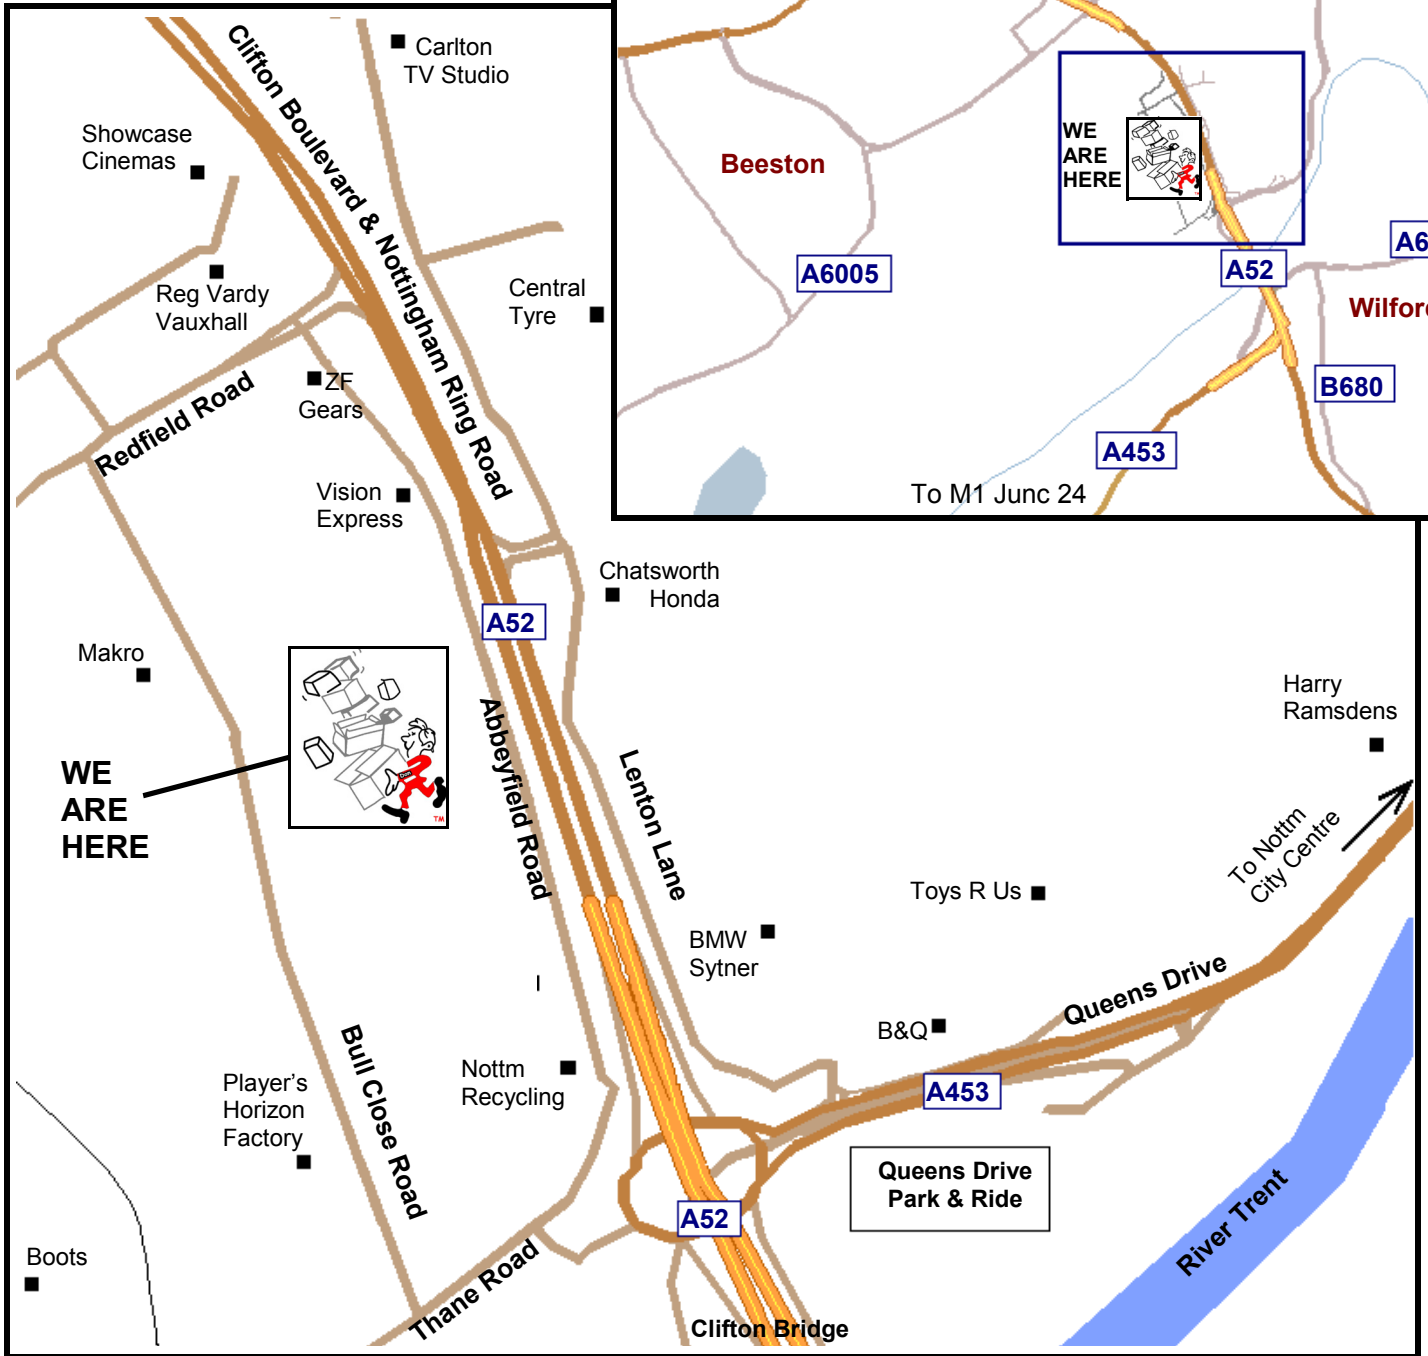 Clifton Boulevard & Nottingham Ring Road
Carlton
TV Studio
Showcase
Cinemas
Reg Vardy
Vauxhall
Central
Tyre
ZF
Gears
Redfield Road
Vision
Express
Chatsworth
Honda
A52
Makro
WE
ARE
HERE
Don
TM
Abbeyfield Road
Lenton Lane
Harry
Ramsdens
To Nottm
City Centre
Toys R Us
BMW
Sytner
Queens Drive
B&Q
A453
Nottm
Recycling
Bull Close Road
Player's
Horizon
Factory
Queens Drive
Park & Ride
A52
River Trent
Boots
Thane Road
Clifton Bridge
Beeston
WE
ARE
HERE
A6005
A52
A6
Wilford
B680
A453
To M1 Junc 24